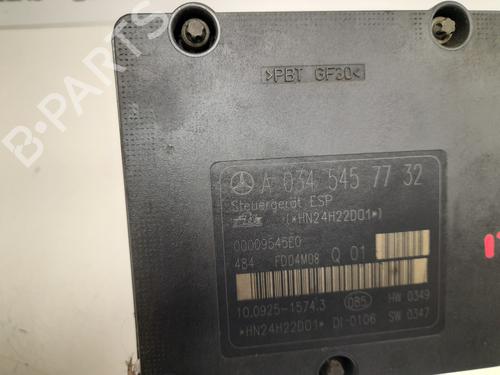 >PBT GF30<
A 034 545 77 32
Steuergerät ESP
(*HN24H22D01*)
00009545E0
484 FD04M08 Q 01
10.0925-1574.3 085 HW 0349
*HN24H22D01* DI-0106 SW 0347
B-Parts